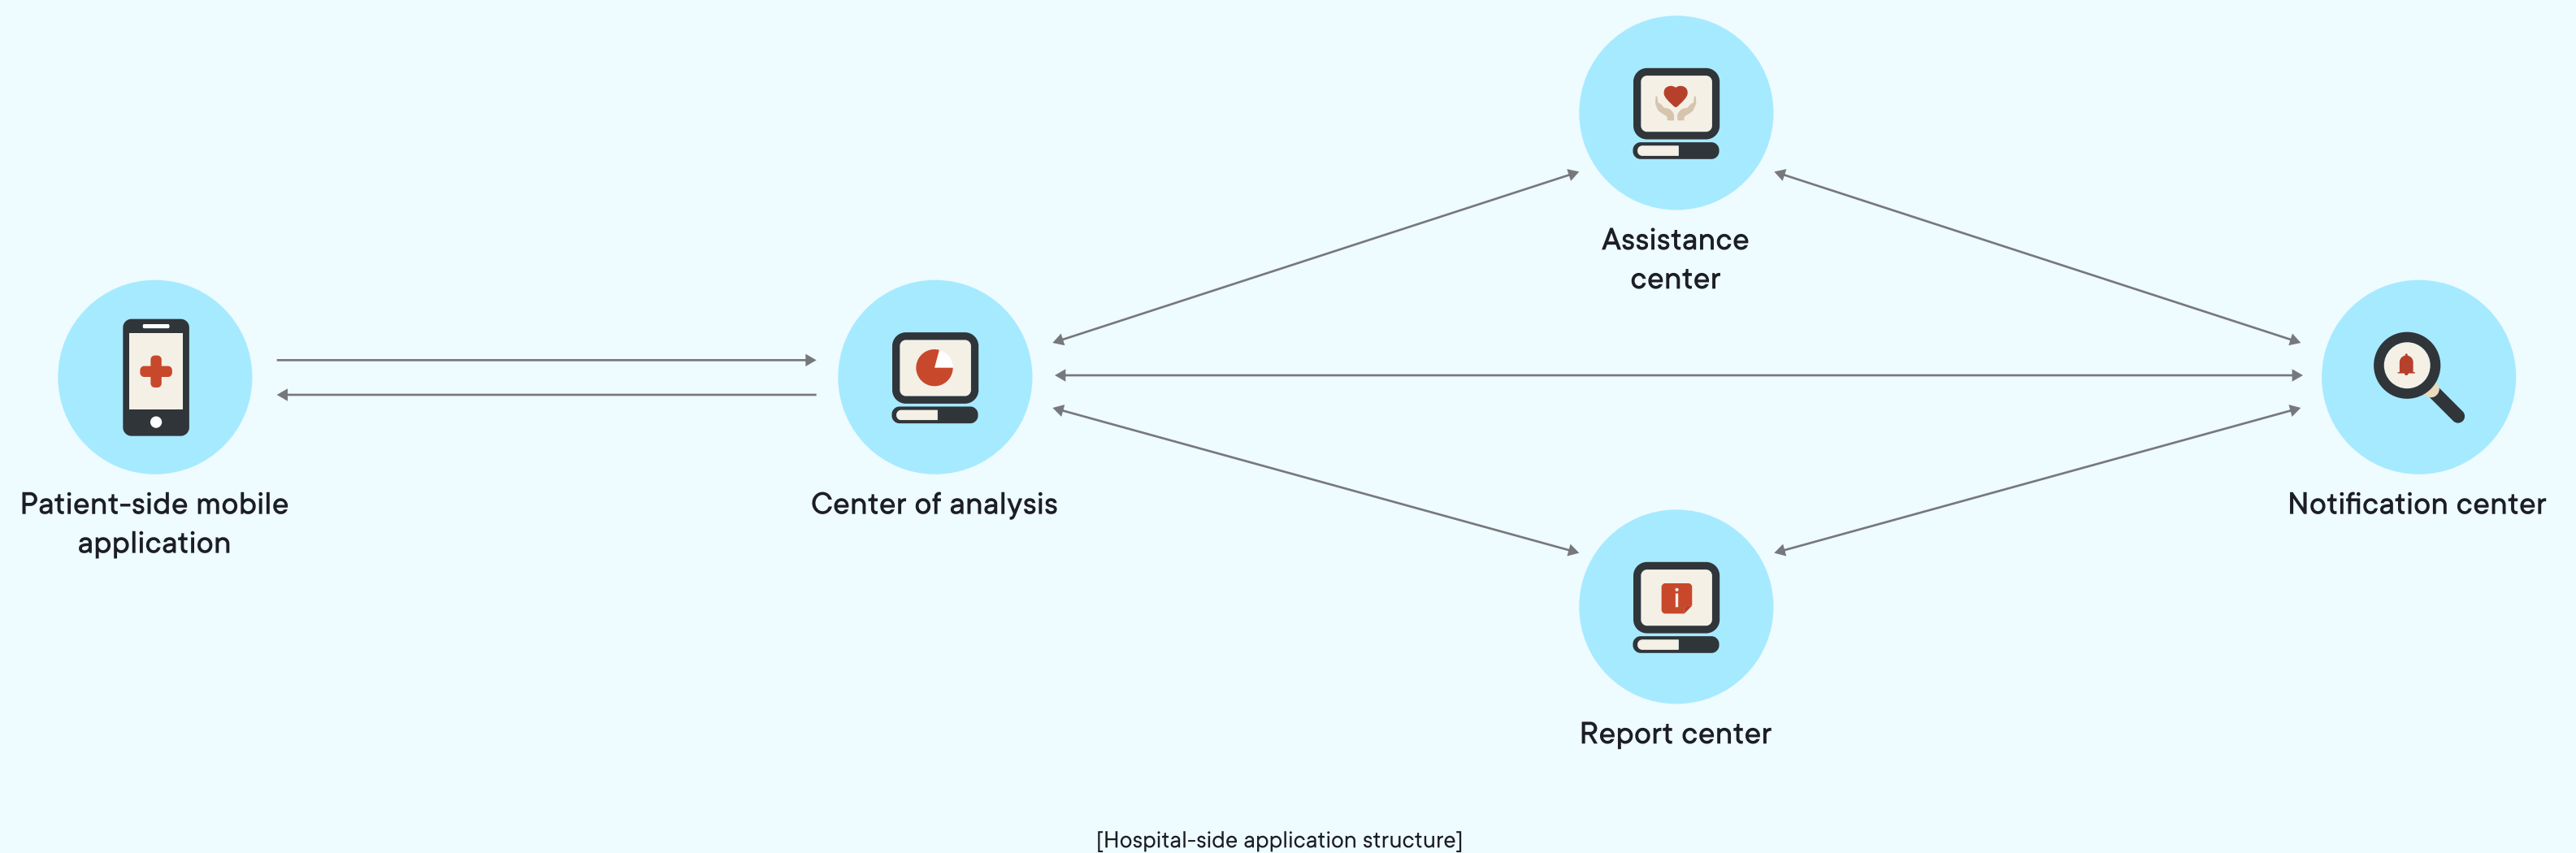 Assistance
center
Patient-side mobile
application
Center of analysis
Notification center
i
Report center
[Hospital-side application structure]